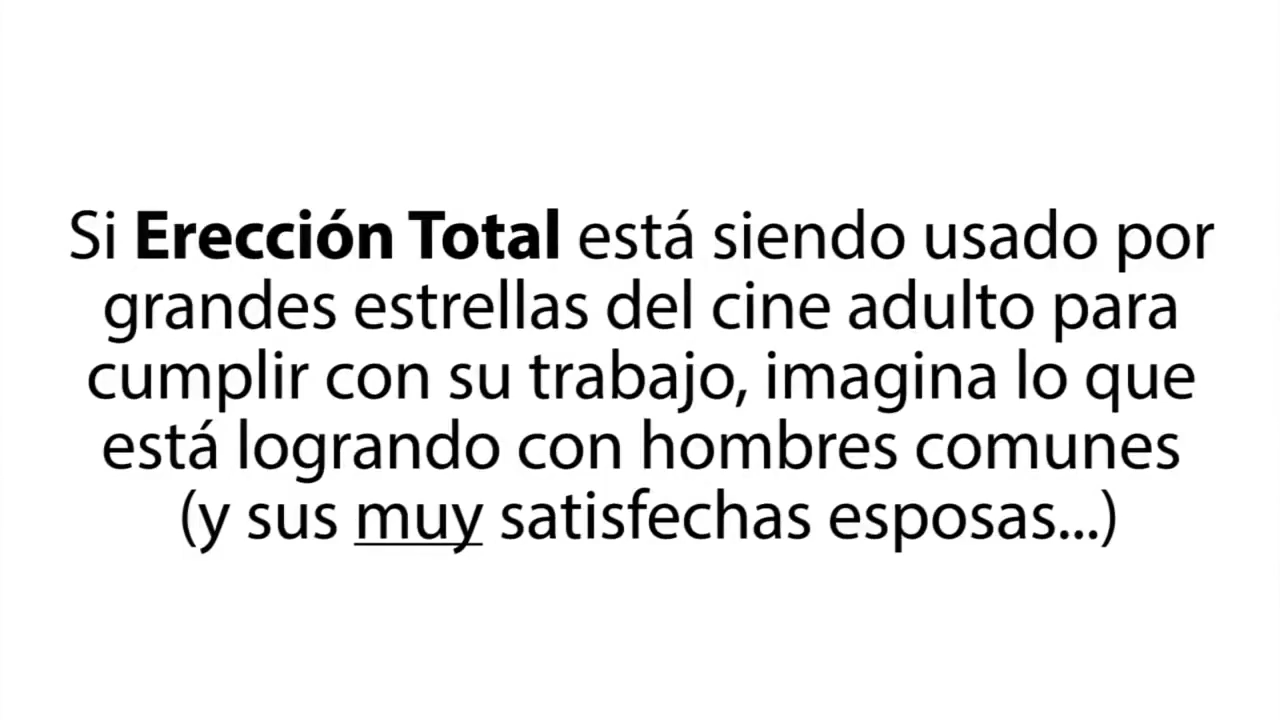 Si Erección Total está siendo usado por
grandes estrellas del cine adulto para
cumplir con su trabajo, imagina lo que
está logrando con hombres comunes
(y sus muy satisfechas esposas...)